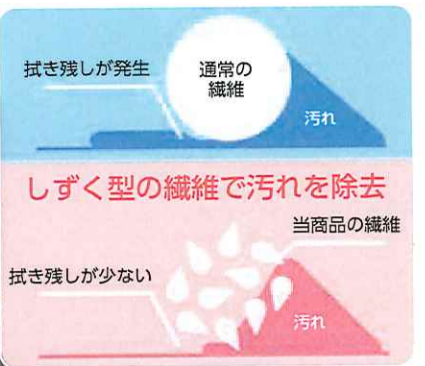 拭き残しが発生
通常の
繊維
汚れ
しずく型の繊維で汚れを除去
当商品の繊維
拭き残しが少ない
汚れ